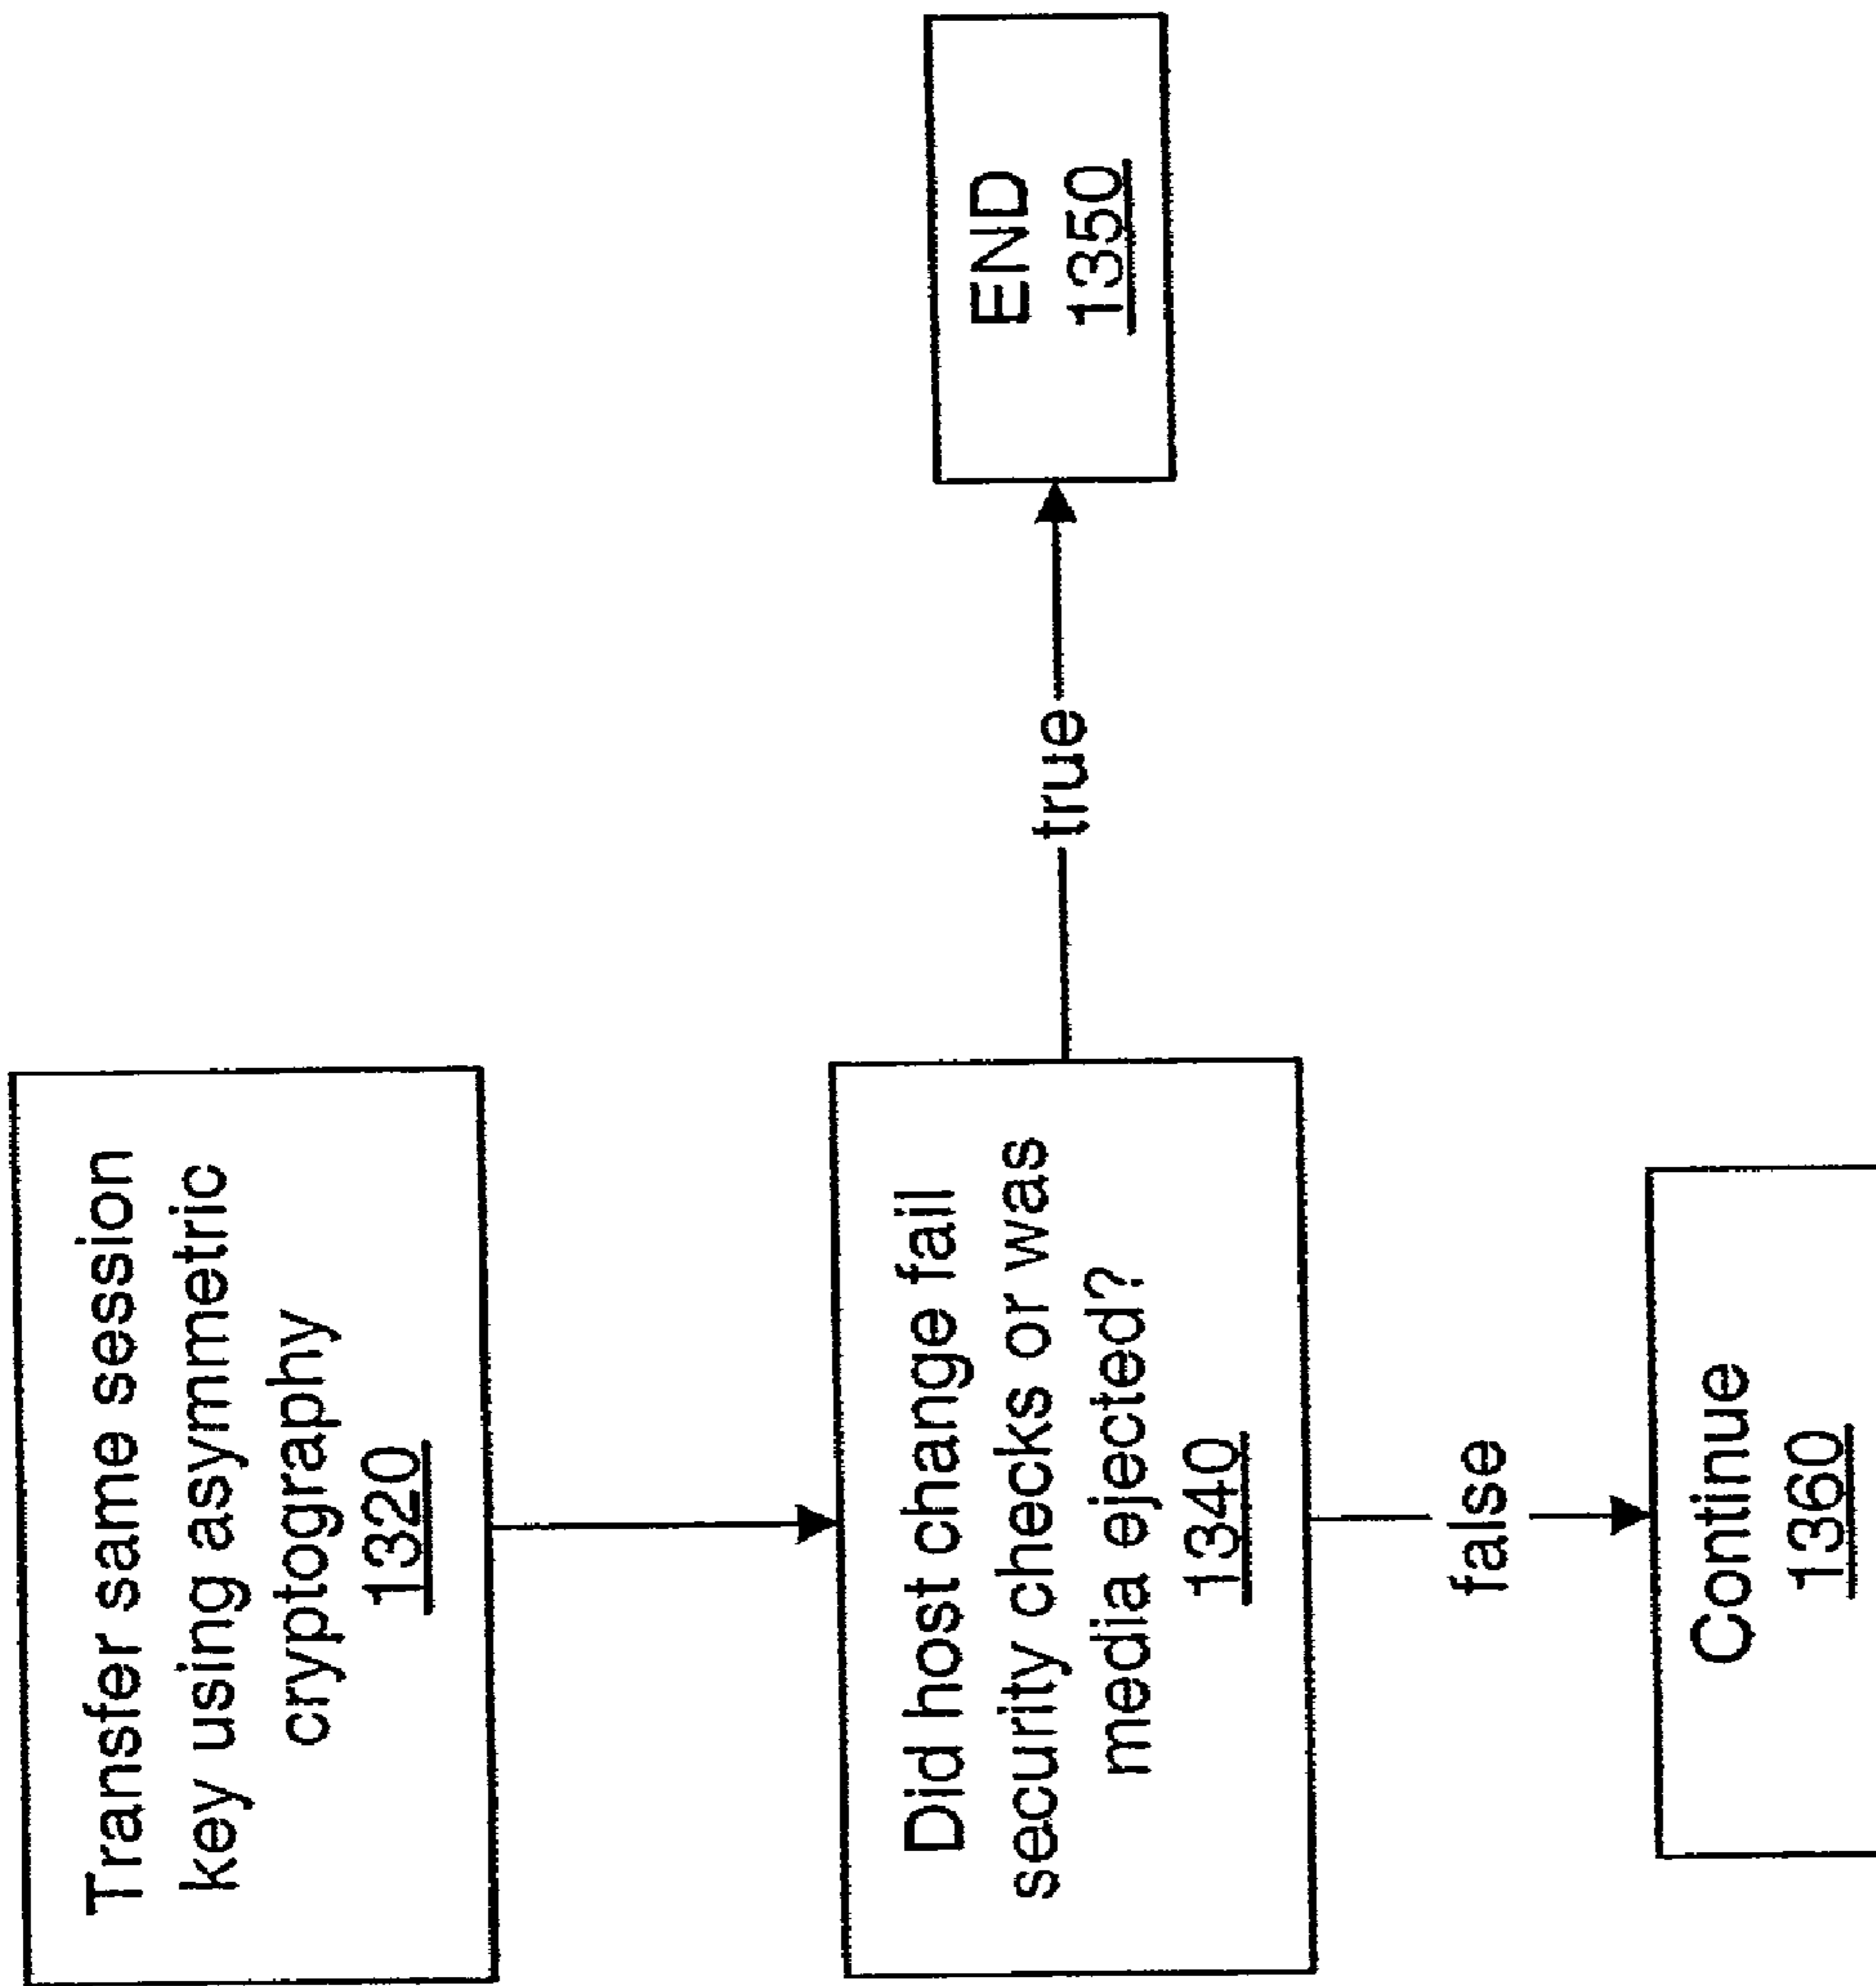 Transfer same session
key using asymmetric
cryptography
1320
Did host change fail
security checks or was
media ejected?
1340
true
END
1350
false
Continue
1360